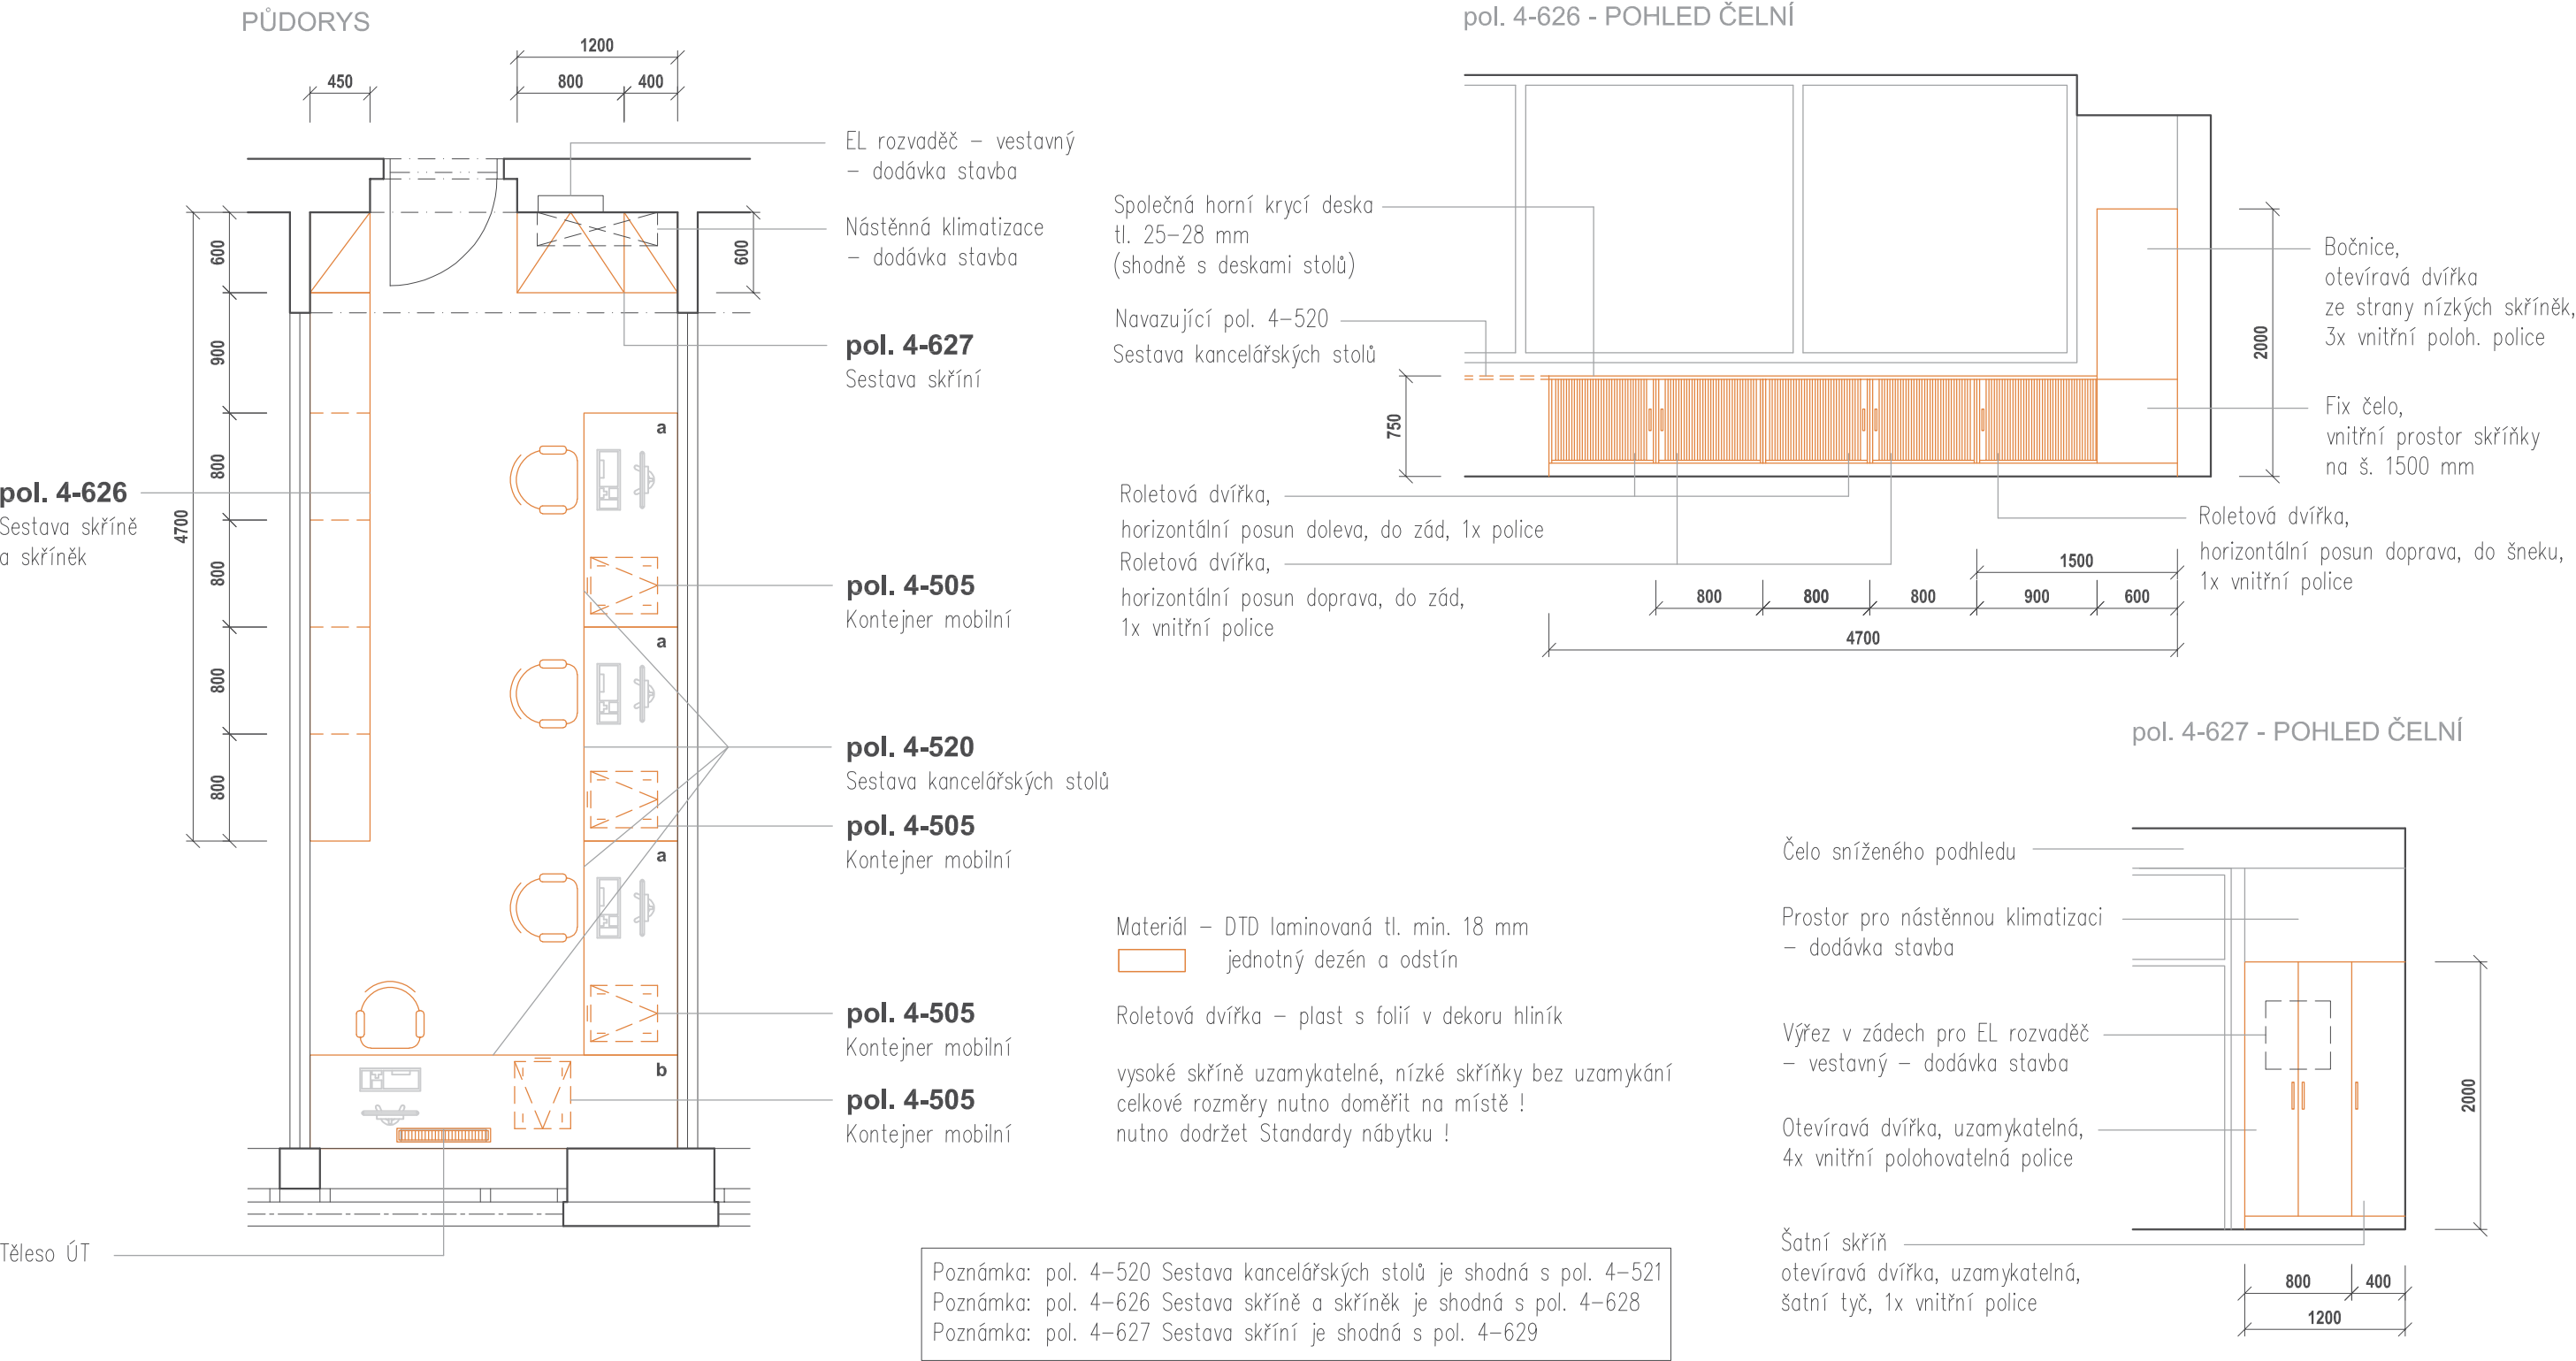 PŮDORYS
1200
450
800
400
600
900
800
800
800
800
4700
600
EL rozvaděč – vestavný
– dodávka stavba
Nástěnná klimatizace
– dodávka stavba
pol. 4-627
Sestava skříní
pol. 4-626
Sestava skříně
a skříněk
a
a
a
b
pol. 4-505
Kontejner mobilní
pol. 4-520
Sestava kancelářských stolů
pol. 4-505
Kontejner mobilní
pol. 4-505
Kontejner mobilní
pol. 4-505
Kontejner mobilní
Těleso ÚT
pol. 4-626 - POHLED ČELNÍ
Společná horní krycí deska
tl. 25–28 mm
(shodně s deskami stolů)
Navazující pol. 4–520
Sestava kancelářských stolů
750
2000
Bočnice,
otevíravá dvířka
ze strany nízkých skříněk,
3x vnitřní poloh. police
Fix čelo,
vnitřní prostor skříňky
na š. 1500 mm
Roletová dvířka,
horizontální posun doleva, do zád, 1x police
Roletová dvířka,
horizontální posun doprava, do zád,
1x vnitřní police
Roletová dvířka,
horizontální posun doprava, do šneku,
1x vnitřní police
1500
800
800
800
900
600
4700
Materiál – DTD laminovaná tl. min. 18 mm
jednotný dezén a odstín
Roletová dvířka – plast s folií v dekoru hliník
vysoké skříně uzamykatelné, nízké skříňky bez uzamykání
celkové rozměry nutno doměřit na místě !
nutno dodržet Standardy nábytku !
pol. 4-627 - POHLED ČELNÍ
Čelo sníženého podhledu
Prostor pro nástěnnou klimatizaci
– dodávka stavba
Výřez v zádech pro EL rozvaděč
– vestavný – dodávka stavba
Otevíravá dvířka, uzamykatelná,
4x vnitřní polohovatelná police
Šatní skříň
otevíravá dvířka, uzamykatelná,
šatní tyč, 1x vnitřní police
2000
800
400
1200
Poznámka: pol. 4–520 Sestava kancelářských stolů je shodná s pol. 4–521
Poznámka: pol. 4–626 Sestava skříně a skříněk je shodná s pol. 4–628
Poznámka: pol. 4–627 Sestava skříní je shodná s pol. 4–629